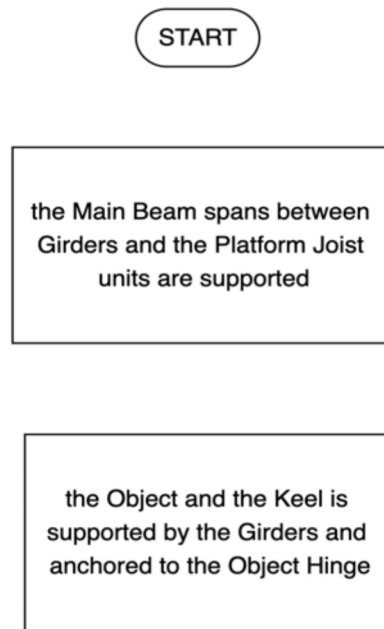 START
the Main Beam spans between
Girders and the Platform Joist
units are supported
the Object and the Keel is
supported by the Girders and
anchored to the Object Hinge